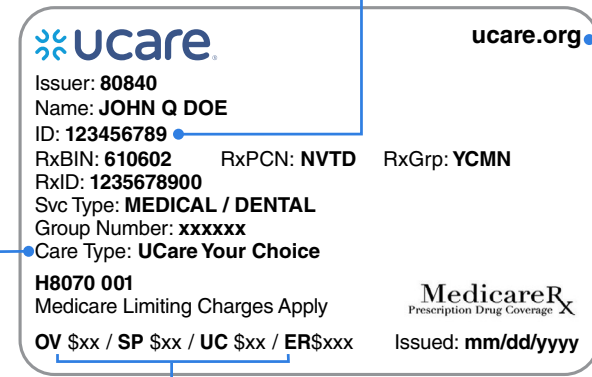 ucare
ucare.org
Issuer: 80840
Name: JOHN Q DOE
ID: 123456789
RxBIN: 610602 RxPCN: NVTD RxGrp: YCMN
RxID: 1235678900
Svc Type: MEDICAL / DENTAL
Group Number: xxxxxx
Care Type: UCare Your Choice
H8070 001
Medicare Limiting Charges Apply
MedicareRx
Prescription Drug Coverage
OV $xx / SP $xx / UC $xx / ER$xxx Issued: mm/dd/yyyy